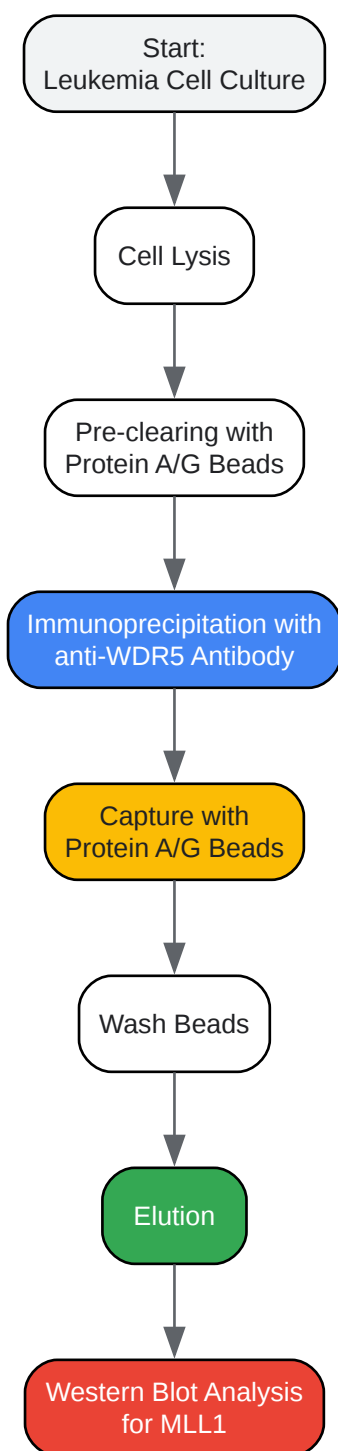 Start:
Leukemia Cell Culture
Cell Lysis
Pre-clearing with
Protein A/G Beads
Immunoprecipitation with
anti-WDR5 Antibody
Capture with
Protein A/G Beads
Wash Beads
Elution
Western Blot Analysis
for MLL1